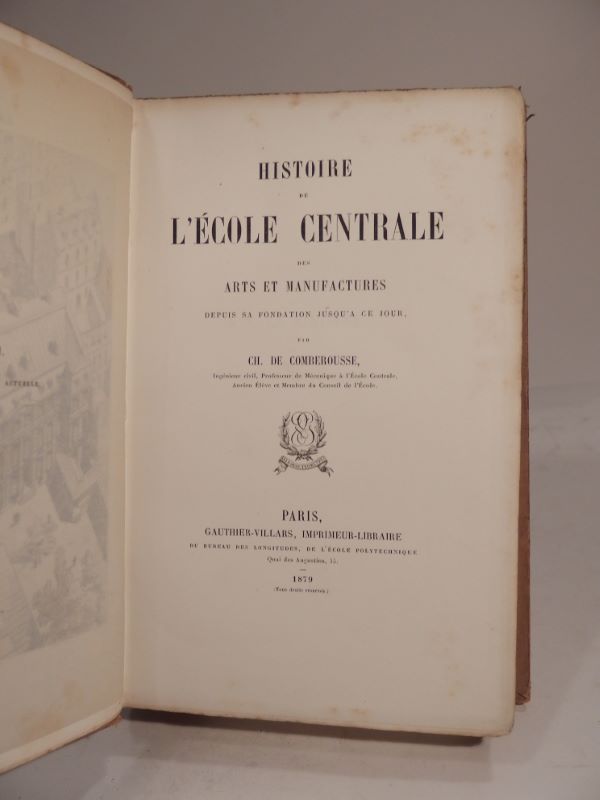 ACTUELLE.
HISTOIRE
DE
L'ÉCOLE CENTRALE
DES
ARTS ET MANUFACTURES
DEPUIS SA FONDATION JUSQU'A CE JOUR,
PAR
CH. DE COMBEROUSSE,
Ingénieur civil, Professeur de Mécanique à l'École Centrale,
Ancien Élève et Membre du Conseil de l'École.
PARIS,
GAUTHIER-VILLARS, IMPRIMEUR-LIBRAIRE
DU BUREAU DES LONGITUDES, DE L'ÉCOLE POLYTECHNIQUE
Quai des Augustins, 55.
1879
(Tous droits réservés.)